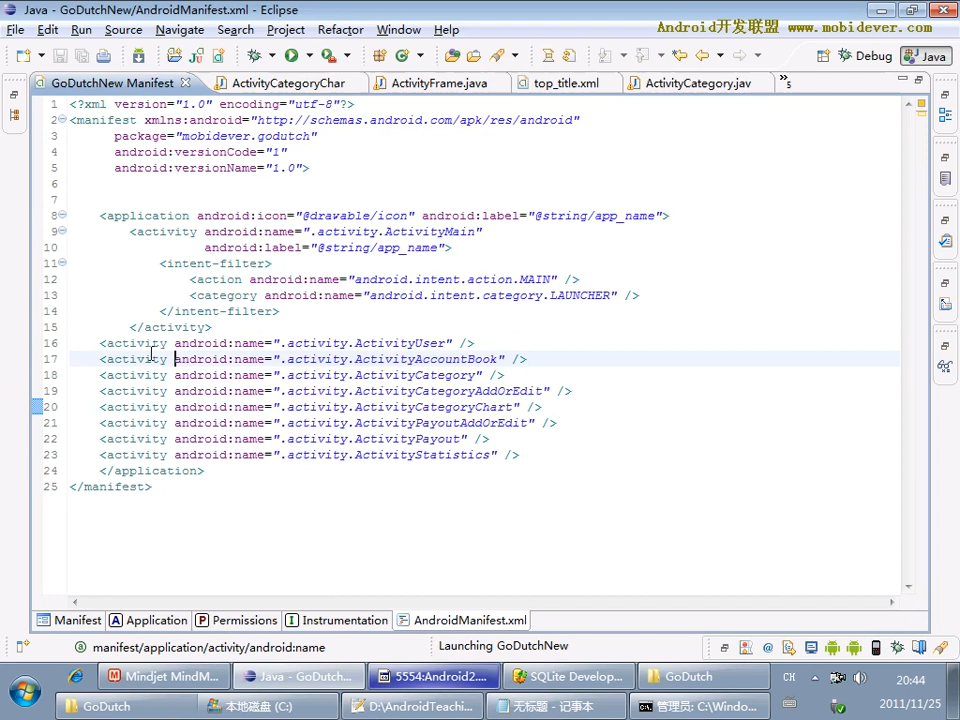 Java - GoDutchNew/AndroidManifest.xml - Eclipse
File Edit Run Source Navigate Search Project Refactor Window Help
Android开发联盟 www.mobidever.com
Debug Java
GoDutchNew Manifest ActivityCategoryChar ActivityFrame.java top_title.xml ActivityCategory.jav »5
1 <?xml version="1.0" encoding="utf-8"?>
2 <manifest xmlns:android="http://schemas.android.com/apk/res/android"
3 package="mobidever.godutch"
4 android:versionCode="1"
5 android:versionName="1.0">
6
7
8 <application android:icon="@drawable/icon" android:label="@string/app_name">
9 <activity android:name=".activity.ActivityMain"
10 android:label="@string/app_name">
11 <intent-filter>
12 <action android:name="android.intent.action.MAIN" />
13 <category android:name="android.intent.category.LAUNCHER" />
14 </intent-filter>
15 </activity>
16 <activity android:name=".activity.ActivityUser" />
17 <activity android:name=".activity.ActivityAccountBook" />
18 <activity android:name=".activity.ActivityCategory" />
19 <activity android:name=".activity.ActivityCategoryAddOrEdit" />
20 <activity android:name=".activity.ActivityCategoryChart" />
21 <activity android:name=".activity.ActivityPayoutAddOrEdit" />
22 <activity android:name=".activity.ActivityPayout" />
23 <activity android:name=".activity.ActivityStatistics" />
24 </application>
25 </manifest>
Manifest A Application P Permissions I Instrumentation AndroidManifest.xml
manifest/application/activity/android:name Launching GoDutchNew
Mindjet MindM... Java - GoDutch... 5554:Android2.... SQLite Develop... GoDutch CH 20:44
GoDutch 本地磁盘 (C:) D:\AndroidTeachi... 无标题 - 记事本 管理员: C:\Window... 2011/11/25